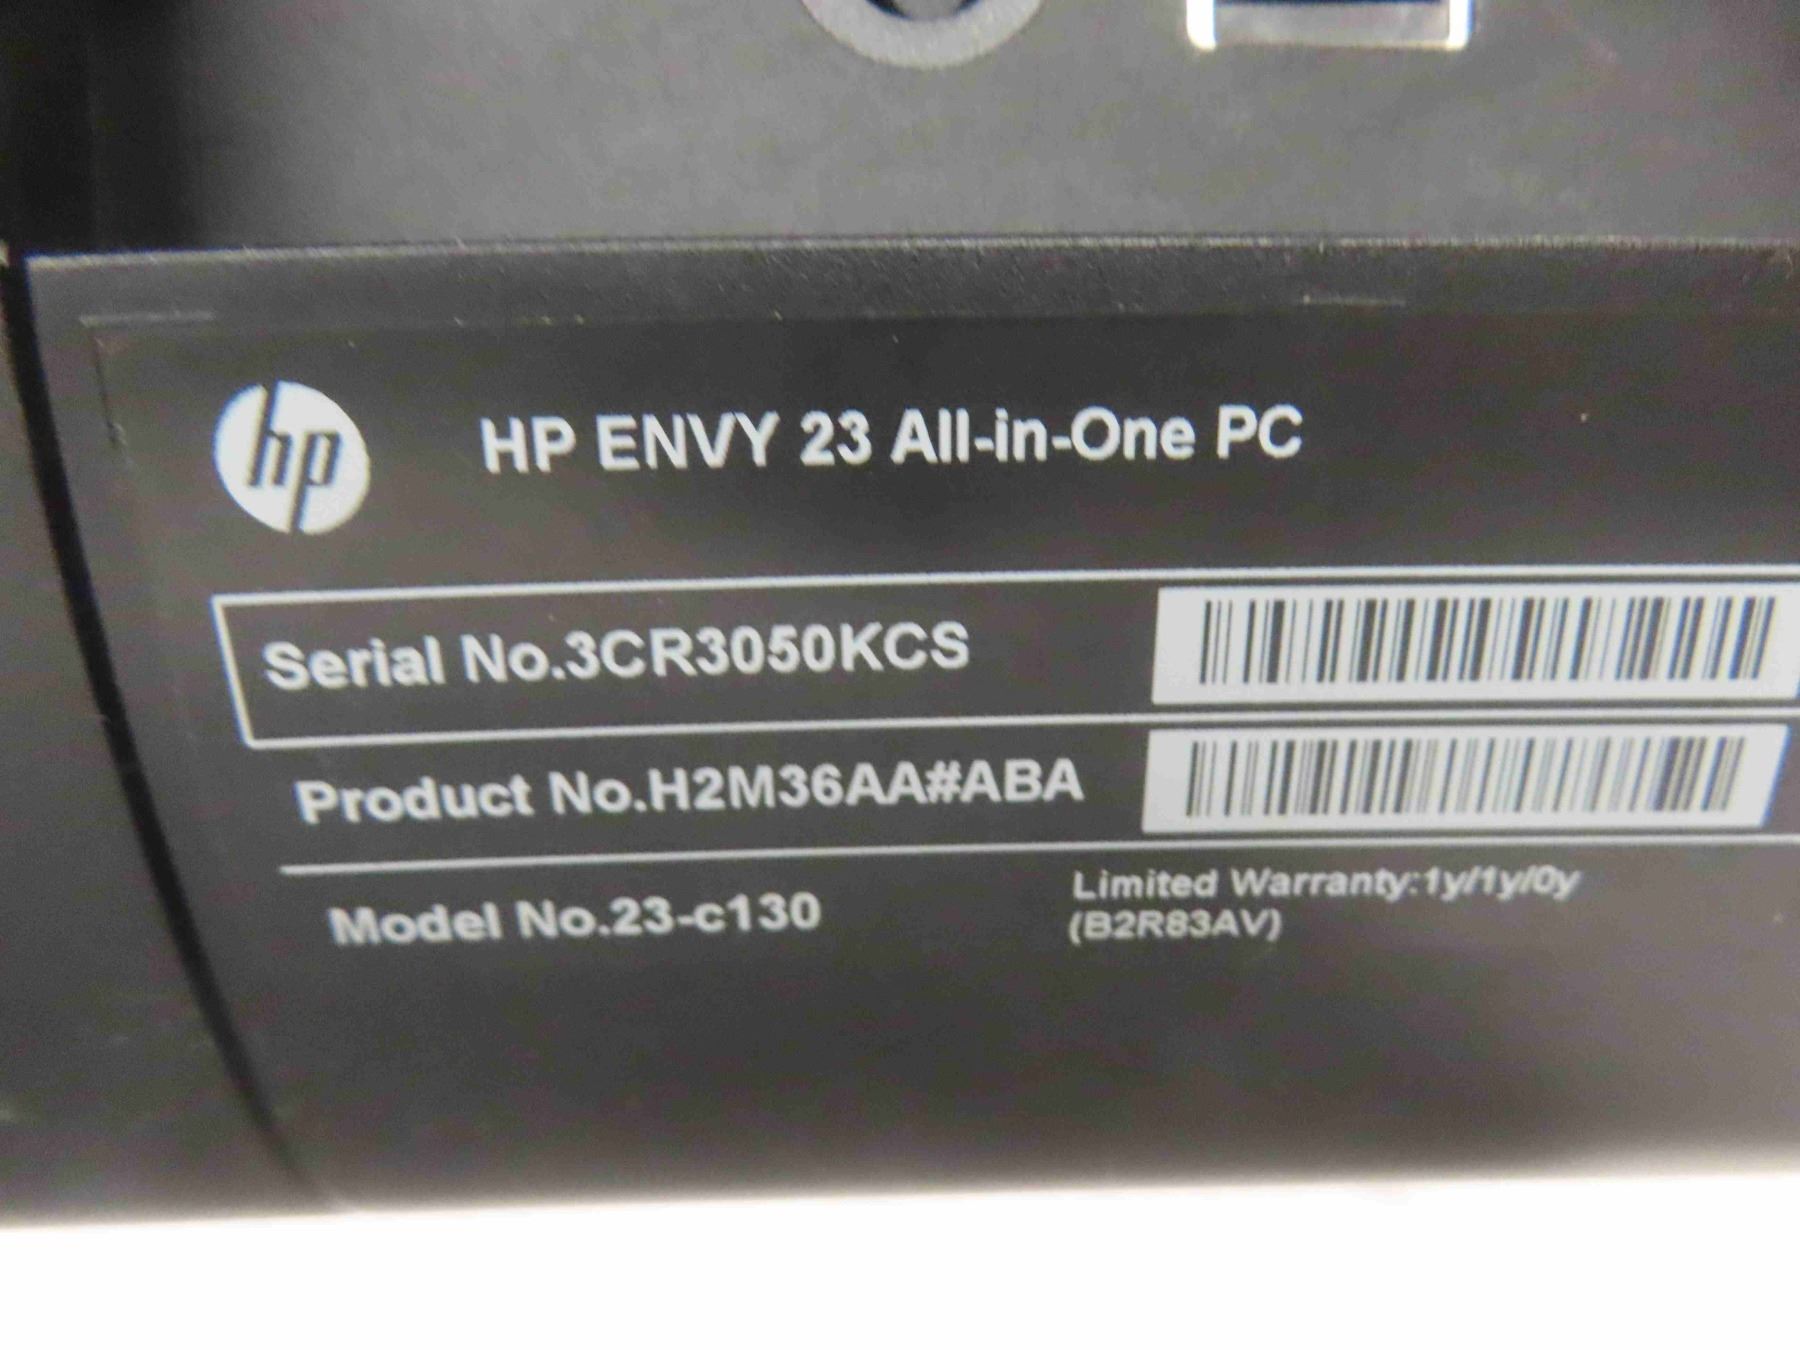 hp
HP ENVY 23 All-in-One PC
Serial No.3CR3050KCS
Product No.H2M36AA#ABA
Model No.23-c130
Limited Warranty:1y/1y/0y
(B2R83AV)